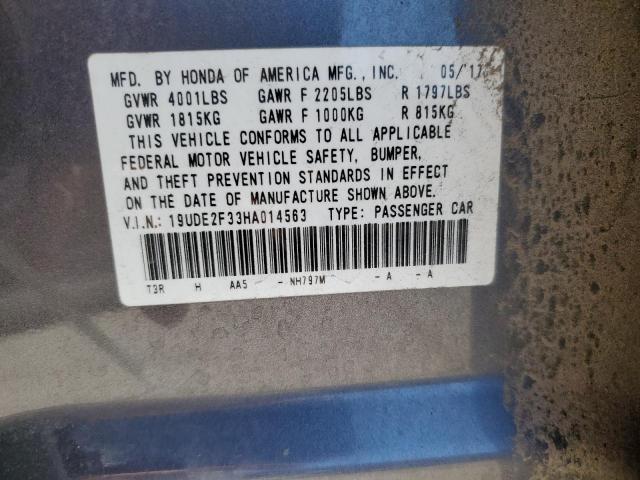 MFD. BY HONDA OF AMERICA MFG., INC. 05/17
GVWR 4001LBS GAWR F 2205LBS R 1797LBS
GVWR 1815KG GAWR F 1000KG R 815KG
THIS VEHICLE CONFORMS TO ALL APPLICABLE
FEDERAL MOTOR VEHICLE SAFETY, BUMPER,
AND THEFT PREVENTION STANDARDS IN EFFECT
ON THE DATE OF MANUFACTURE SHOWN ABOVE.
V.I.N.: 19UDE2F33HA014563 TYPE: PASSENGER CAR
T3R H AA5 - NH797M - A - A